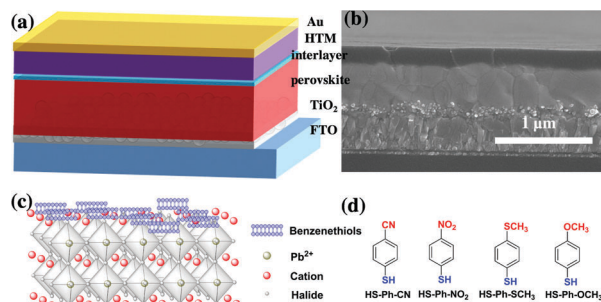 (a)
Au
HTM
interlayer
perovskite
TiO2
FTO
(b)
1 μm
(c)
Benzenethiols
Pb2+
Cation
Halide
(d)
CN
NO2
SCH3
OCH3
SH
SH
SH
SH
HS-Ph-CN
HS-Ph-NO2
HS-Ph-SCH3
HS-Ph-OCH3